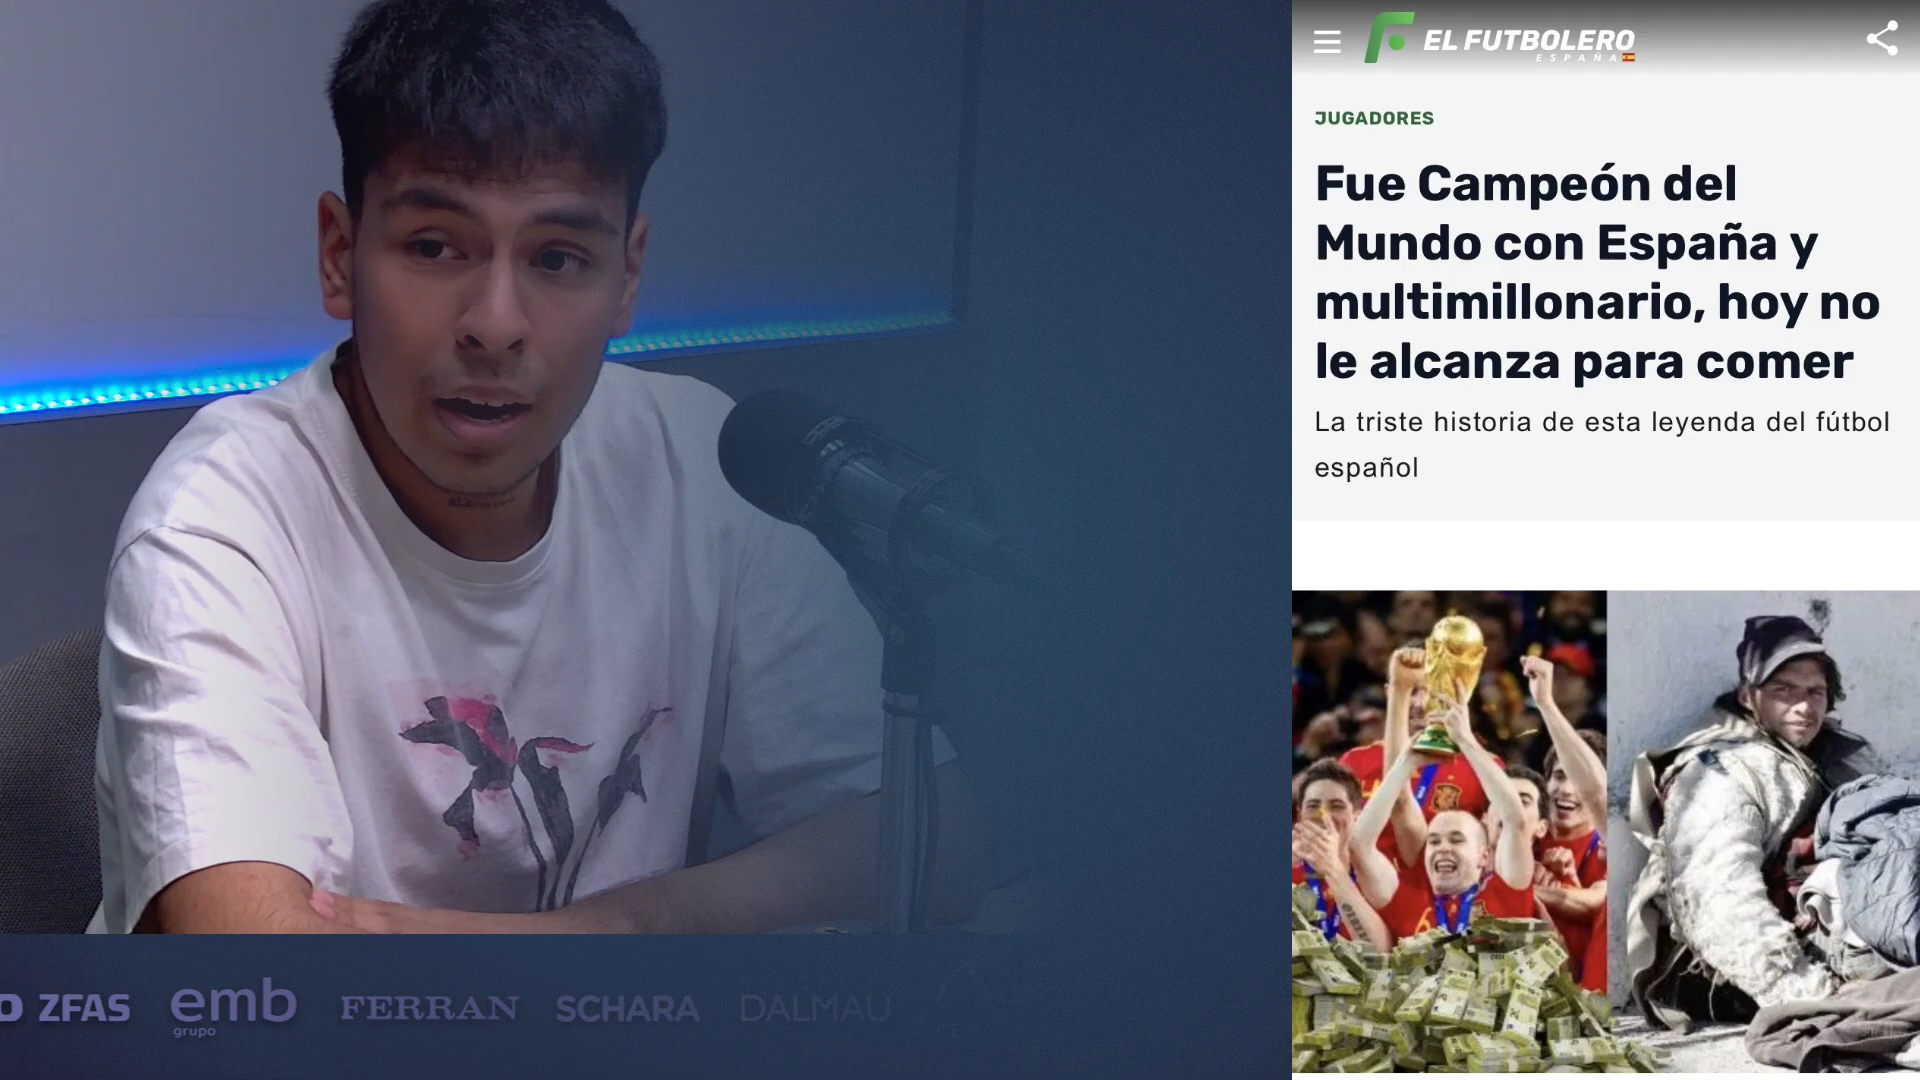 EL FUTBOLERO
ESPAÑA
JUGADORES
Fue Campeón del
Mundo con España y
multimillonario, hoy no
le alcanza para comer
La triste historia de esta leyenda del fútbol
español
ZFAS
emb
grupo
FERRAN
SCHARA
DALMAU